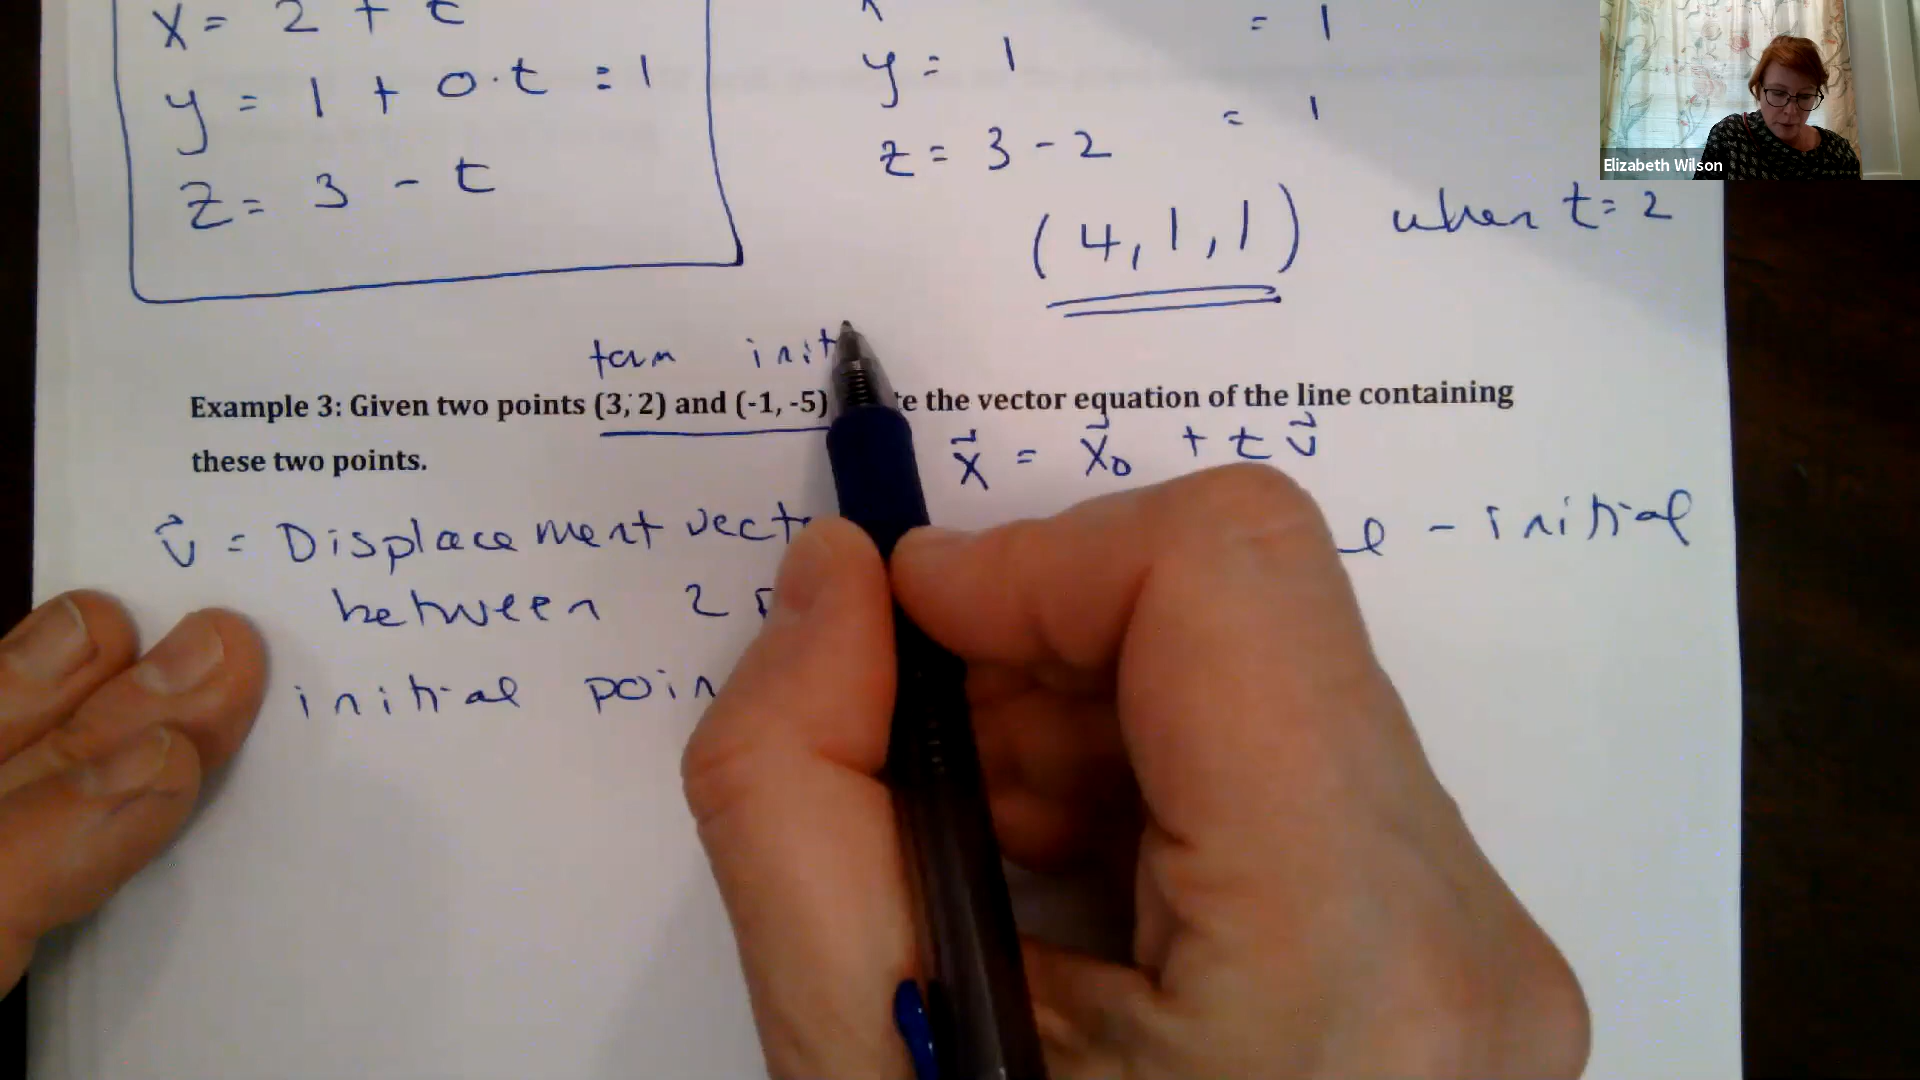 x = 2 + t
y = 1 + 0·t = 1
z = 3 - t
= 1
y = 1
= 1
z = 3 - 2
(4, 1, 1) when t = 2
Elizabeth Wilson
term init
Example 3: Given two points (3, 2) and (-1, -5) the vector equation of the line containing
these two points.
x⃗ = x⃗₀ + t v⃗
v⃗ = Displacement vect - initial
between 2
initial poin